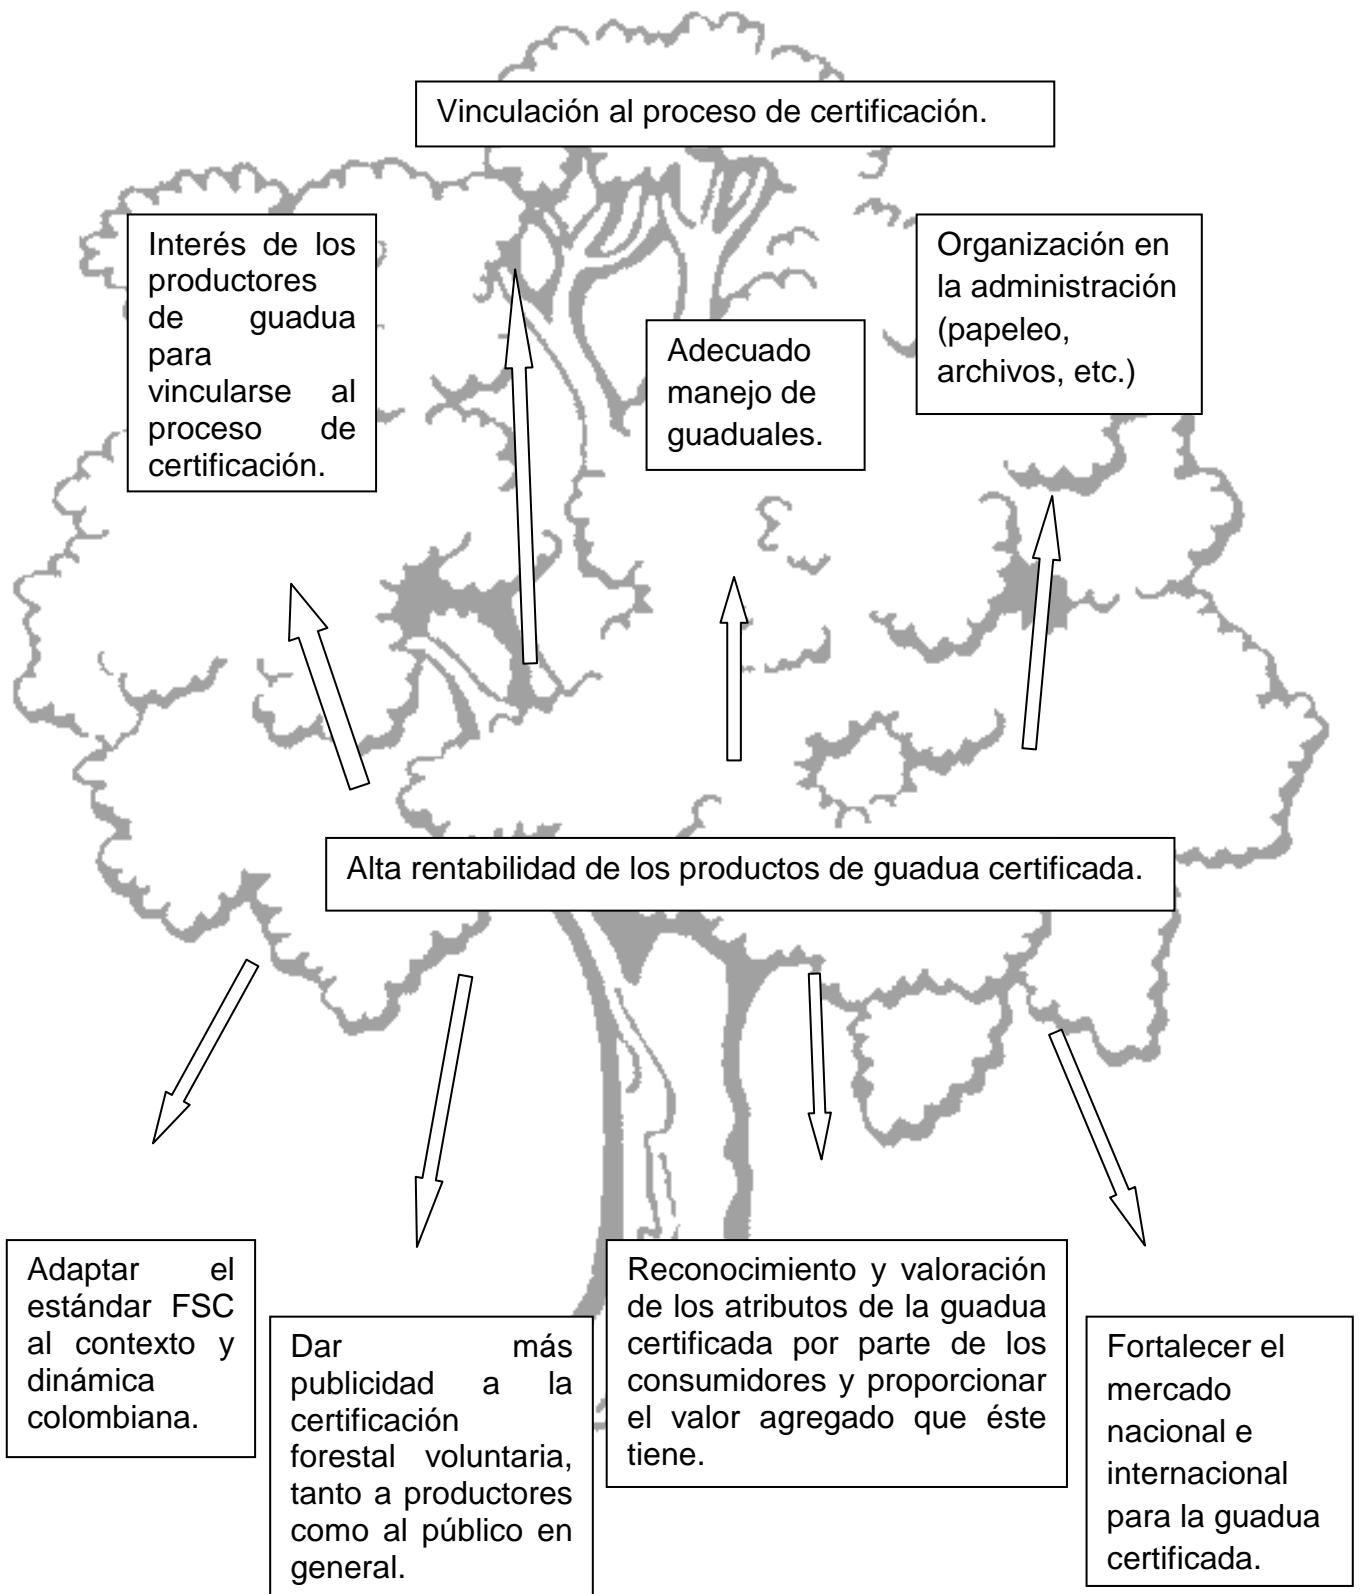 Vinculación al proceso de certificación.
Interés de los
productores
de guadua
para
vincularse al
proceso de
certificación.
Adecuado
manejo de
guaduales.
Organización en
la administración
(papeleo,
archivos, etc.)
Alta rentabilidad de los productos de guadua certificada.
Adaptar el
estándar FSC
al contexto y
dinámica
colombiana.
Dar más
publicidad a la
certificación
forestal voluntaria,
tanto a productores
como al público en
general.
Reconocimiento y valoración
de los atributos de la guadua
certificada por parte de los
consumidores y proporcionar
el valor agregado que éste
tiene.
Fortalecer el
mercado
nacional e
internacional
para la guadua
certificada.